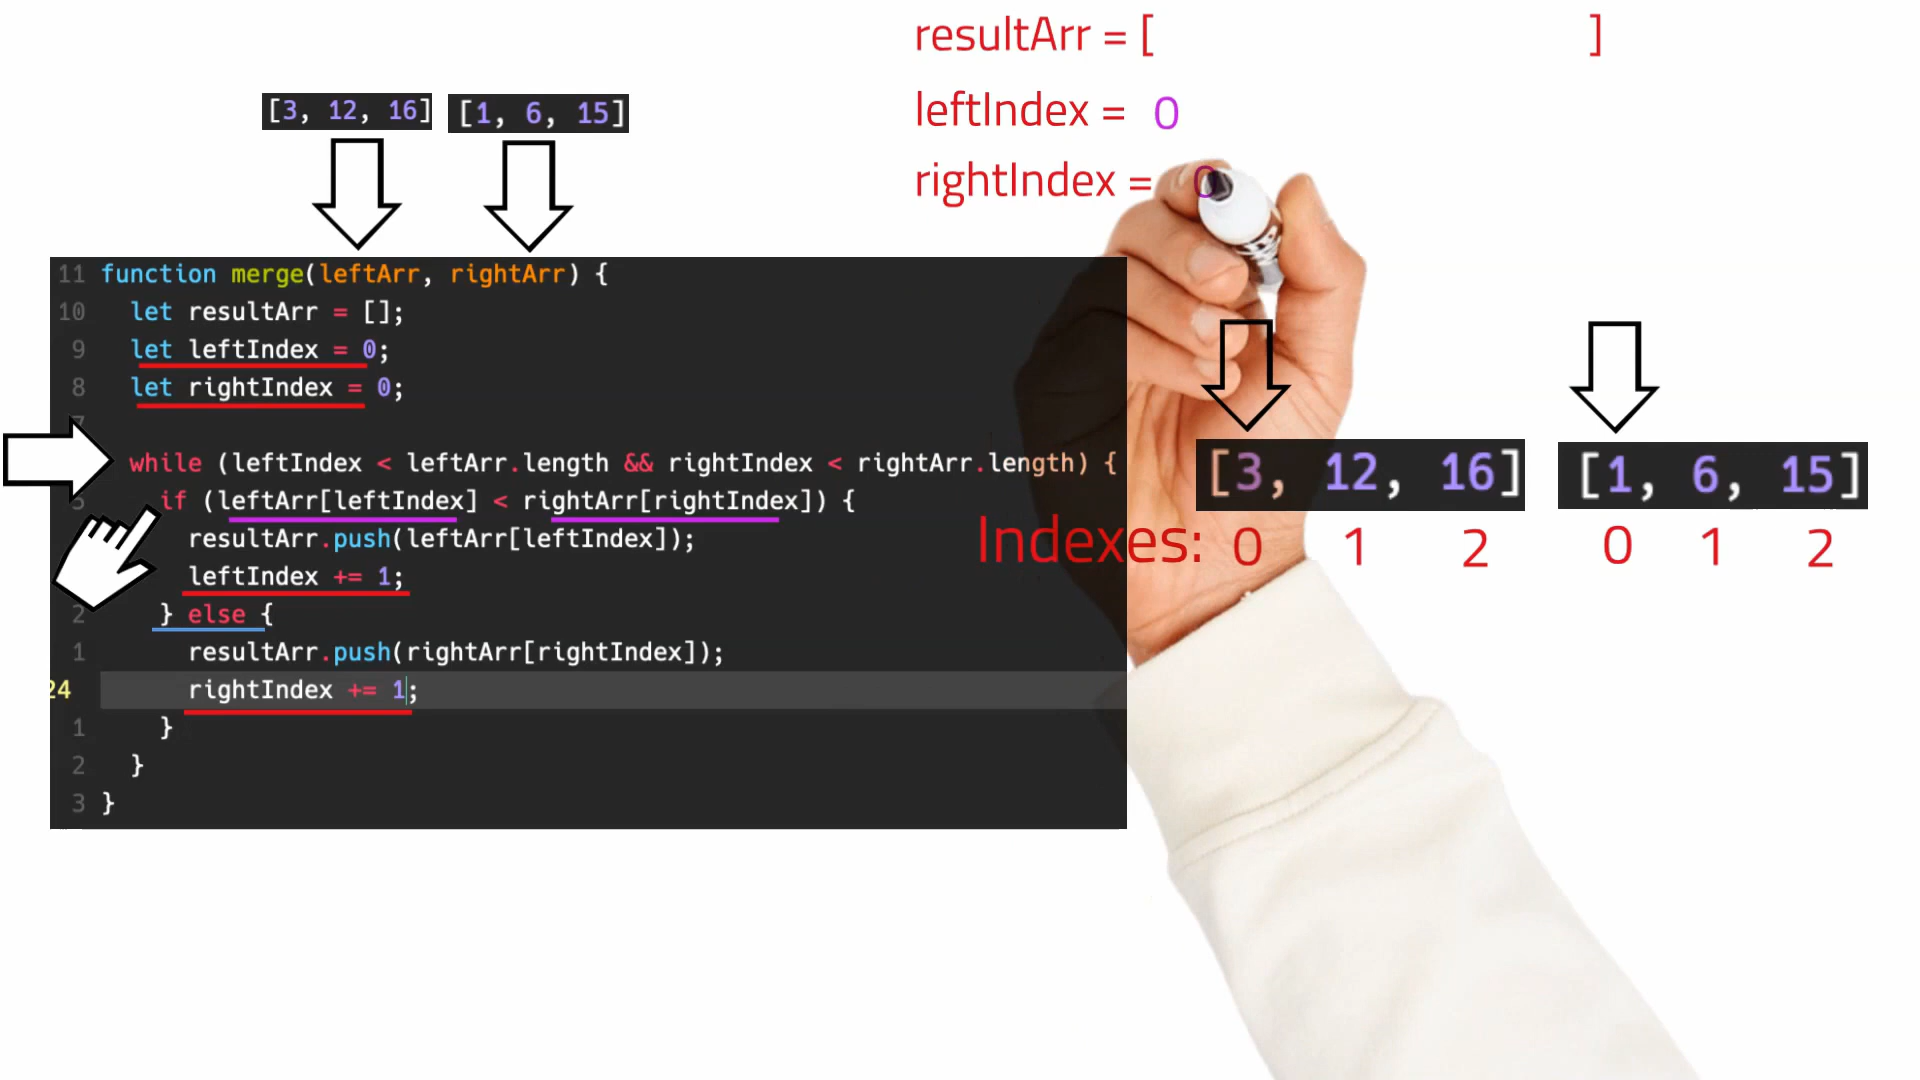 resultArr = [ ]
leftIndex = 0
rightIndex = 0
[3, 12, 16] [1, 6, 15]
11 function merge(leftArr, rightArr) {
10 let resultArr = [];
9 let leftIndex = 0;
8 let rightIndex = 0;
7
while (leftIndex < leftArr.length && rightIndex < rightArr.length) {
5 if (leftArr[leftIndex] < rightArr[rightIndex]) {
resultArr.push(leftArr[leftIndex]);
leftIndex += 1;
2 } else {
1 resultArr.push(rightArr[rightIndex]);
24 rightIndex += 1;
1 }
2 }
3 }
[3, 12, 16] [1, 6, 15]
Indexes: 0 1 2 0 1 2